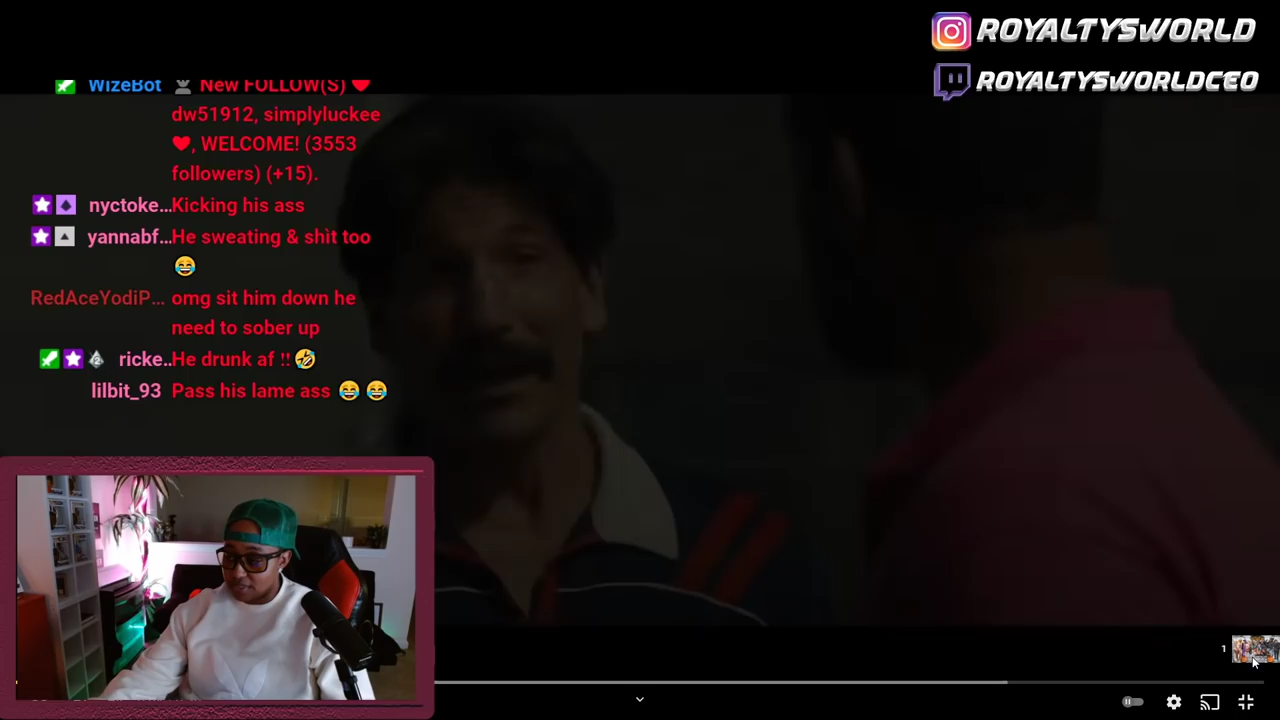 ROYALTYSWORLD
ROYALTYSWORLDCEO
WizeBot New FOLLOW(S) ❤
dw51912, simplyluckee
❤, WELCOME! (3553
followers) (+15).
nyctoke... Kicking his ass
yannabf... He sweating & shìt too
😂
RedAceYodiP... omg sit him down he
need to sober up
ricke.. He drunk af ‼🤣
lilbit_93 Pass his lame ass 😂 😂
1